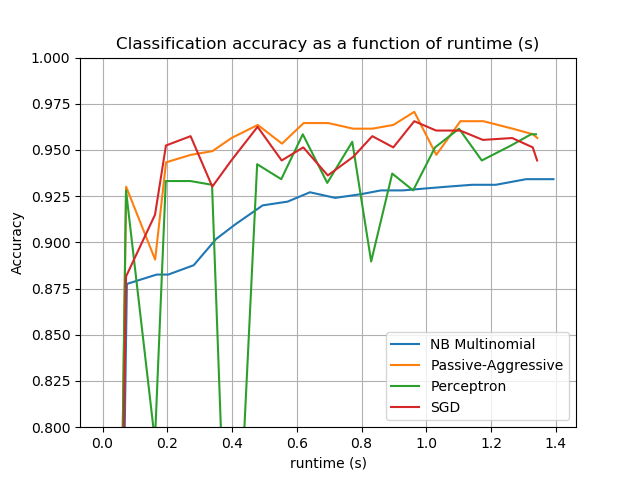 Classification accuracy as a function of runtime (s)
1.000
0.975
0.950
0.925
0.900
0.875
0.850
0.825
0.800
Accuracy
NB Multinomial
Passive-Aggressive
Perceptron
SGD
0.0 0.2 0.4 0.6 0.8 1.0 1.2 1.4
runtime (s)